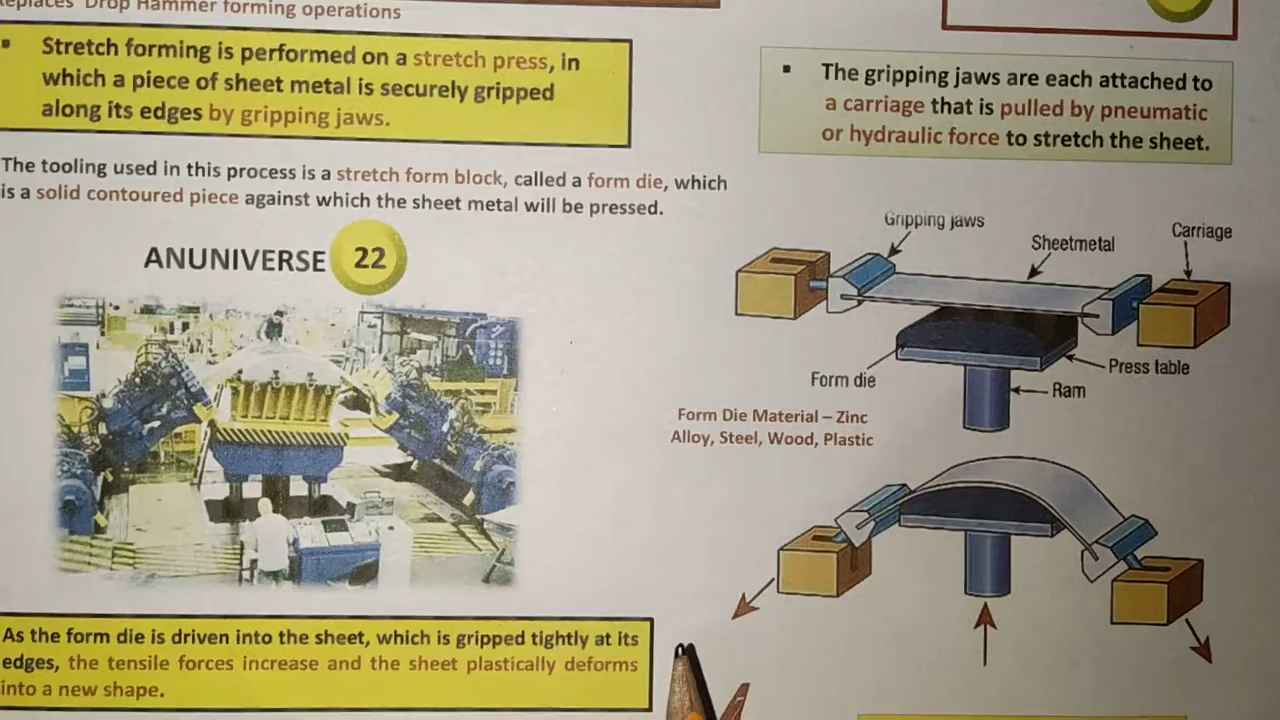 Replaces Drop Hammer forming operations
▪ Stretch forming is performed on a stretch press, in
which a piece of sheet metal is securely gripped
along its edges by gripping jaws.
▪ The gripping jaws are each attached to
a carriage that is pulled by pneumatic
or hydraulic force to stretch the sheet.
The tooling used in this process is a stretch form block, called a form die, which
is a solid contoured piece against which the sheet metal will be pressed.
ANUNIVERSE 22
Gripping jaws
Sheetmetal
Carriage
Form die
Press table
Ram
Form Die Material – Zinc
Alloy, Steel, Wood, Plastic
As the form die is driven into the sheet, which is gripped tightly at its
edges, the tensile forces increase and the sheet plastically deforms
into a new shape.